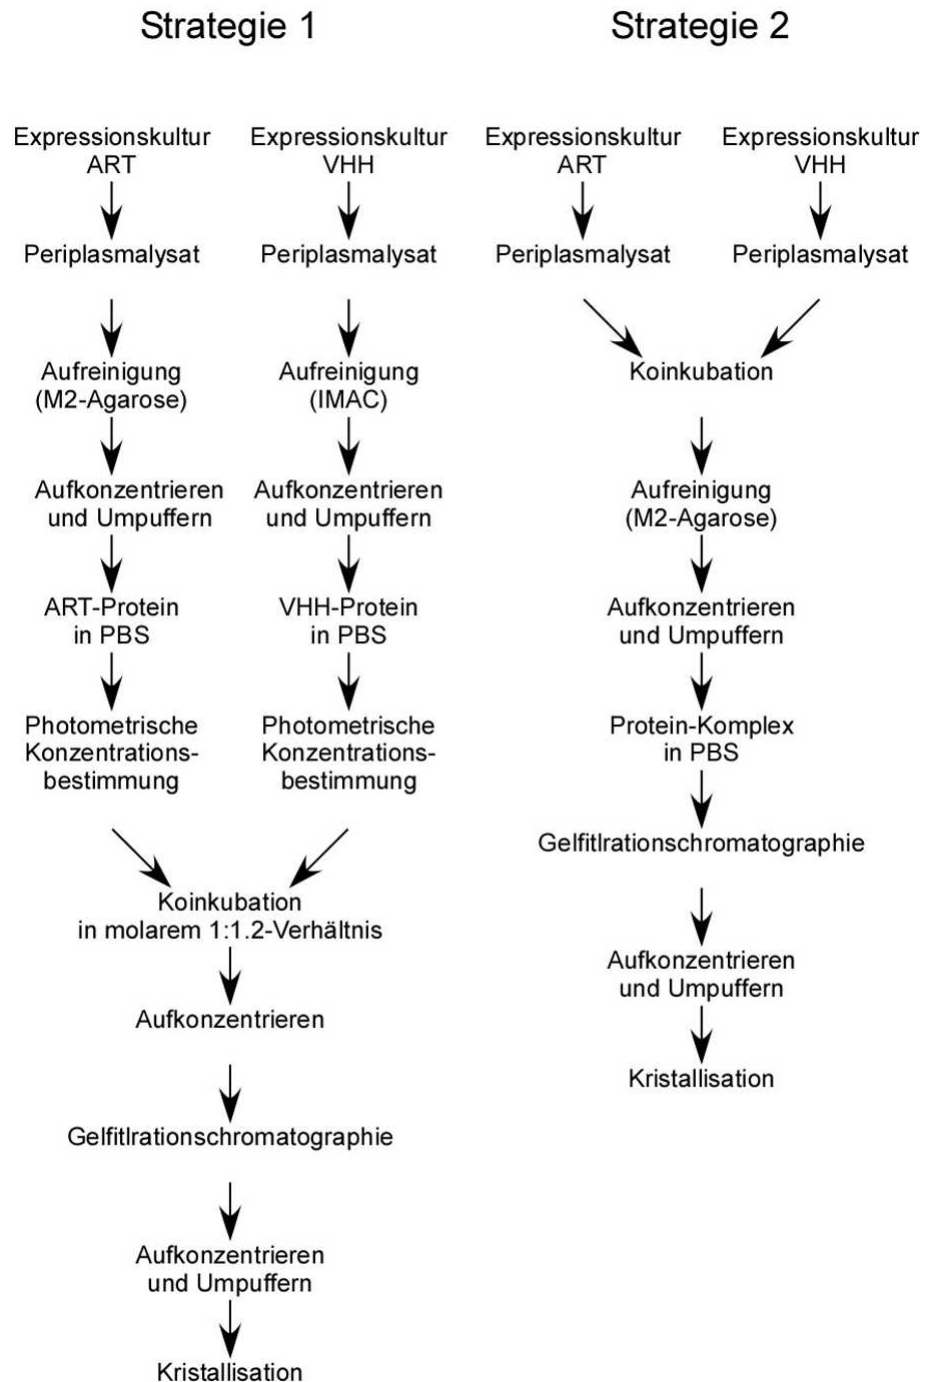 Strategie 1
Strategie 2
Expressionskultur
ART
Expressionskultur
VHH
Expressionskultur
ART
Expressionskultur
VHH
Periplasmalysat
Periplasmalysat
Periplasmalysat
Periplasmalysat
Aufreinigung
(M2-Agarose)
Aufreinigung
(IMAC)
Koinkubation
Aufkonzentrieren
und Umpuffern
Aufkonzentrieren
und Umpuffern
Aufreinigung
(M2-Agarose)
ART-Protein
in PBS
VHH-Protein
in PBS
Aufkonzentrieren
und Umpuffern
Photometrische
Konzentrations-
bestimmung
Photometrische
Konzentrations-
bestimmung
Protein-Komplex
in PBS
Gelfitlrationschromatographie
Koinkubation
in molarem 1:1.2-Verhältnis
Aufkonzentrieren
und Umpuffern
Aufkonzentrieren
Kristallisation
Gelfitlrationschromatographie
Aufkonzentrieren
und Umpuffern
Kristallisation